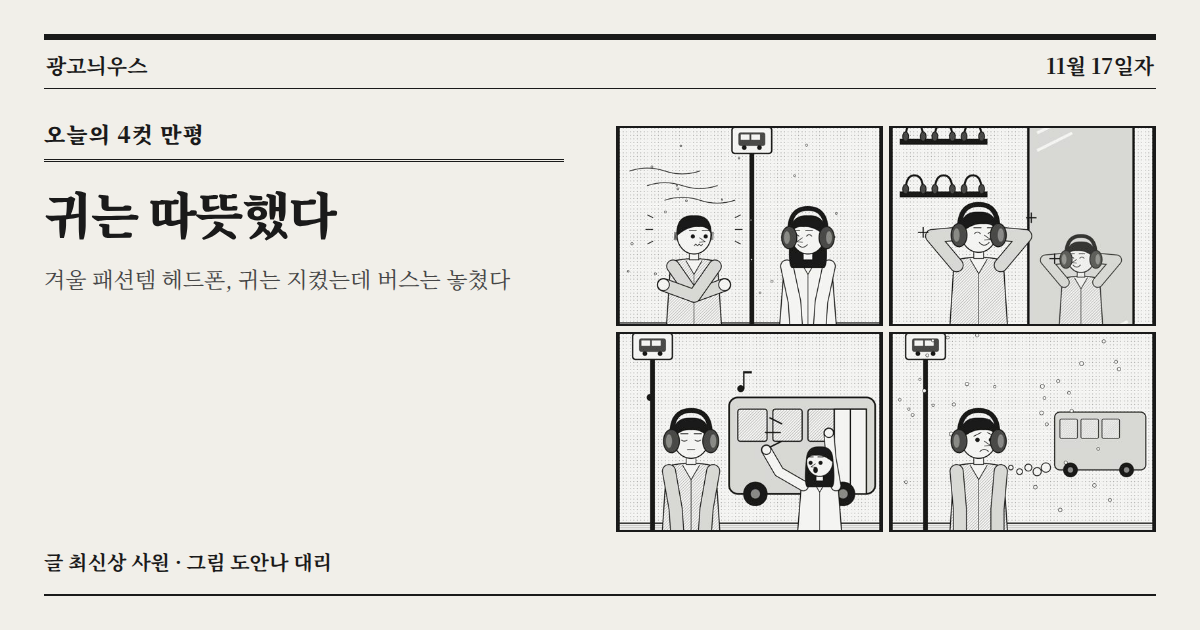 광고늬우스
11월 17일자
오늘의 4컷 만평
귀는 따뜻했다
겨울 패션템 헤드폰, 귀는 지켰는데 버스는 놓쳤다
글 최신상 사원 · 그림 도안나 대리